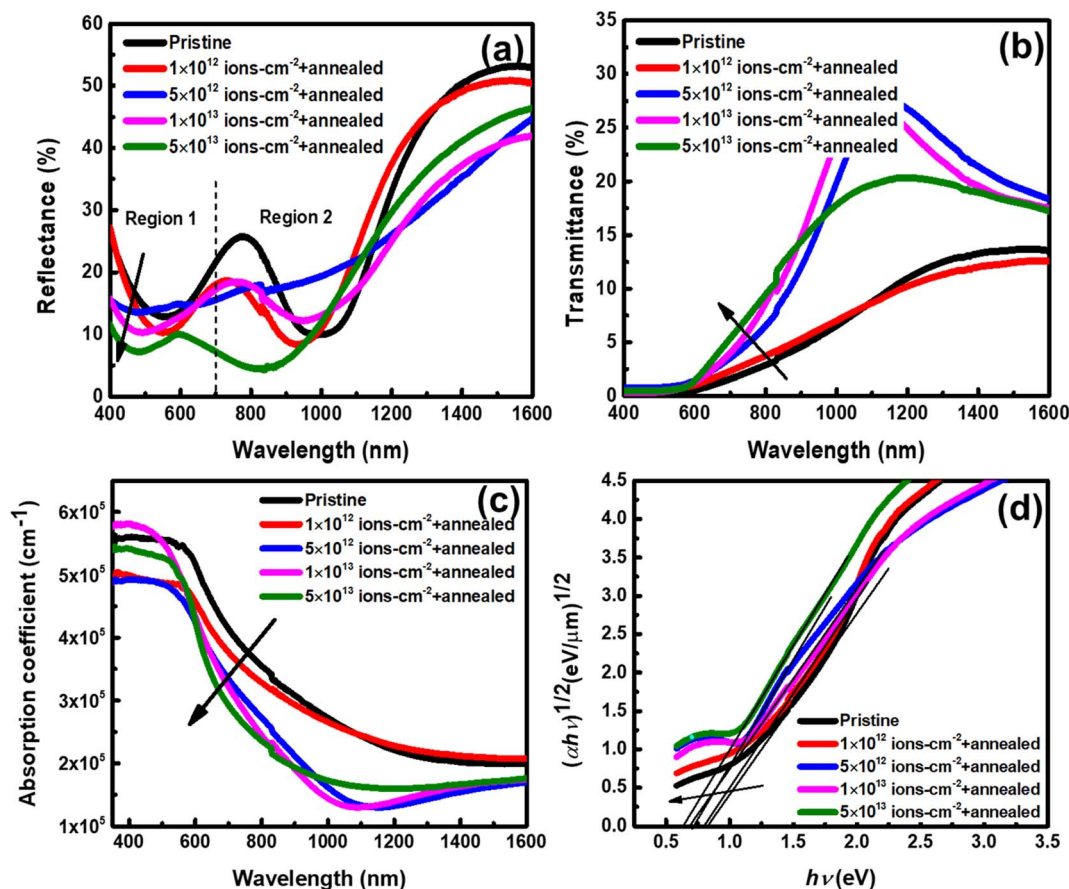 (a)
Pristine
1×10¹² ions-cm⁻²+annealed
5×10¹² ions-cm⁻²+annealed
1×10¹³ ions-cm⁻²+annealed
5×10¹³ ions-cm⁻²+annealed
Region 1
Region 2
Reflectance (%)
60
50
40
30
20
10
0
400 600 800 1000 1200 1400 1600
Wavelength (nm)
(b)
Pristine
1×10¹² ions-cm⁻²+annealed
5×10¹² ions-cm⁻²+annealed
1×10¹³ ions-cm⁻²+annealed
5×10¹³ ions-cm⁻²+annealed
Transmittance (%)
35
30
25
20
15
10
5
0
400 600 800 1000 1200 1400 1600
Wavelength (nm)
(c)
Pristine
1×10¹² ions-cm⁻²+annealed
5×10¹² ions-cm⁻²+annealed
1×10¹³ ions-cm⁻²+annealed
5×10¹³ ions-cm⁻²+annealed
Absorption coefficient (cm⁻¹)
6x10⁵
5x10⁵
4x10⁵
3x10⁵
2x10⁵
1x10⁵
400 600 800 1000 1200 1400 1600
Wavelength (nm)
(d)
(αhν)^1/2(eV/μm)^1/2
4.5
4.0
3.5
3.0
2.5
2.0
1.5
1.0
0.5
0.0
Pristine
1×10¹² ions-cm⁻²+annealed
5×10¹² ions-cm⁻²+annealed
1×10¹³ ions-cm⁻²+annealed
5×10¹³ ions-cm⁻²+annealed
0.5 1.0 1.5 2.0 2.5 3.0 3.5
hν (eV)